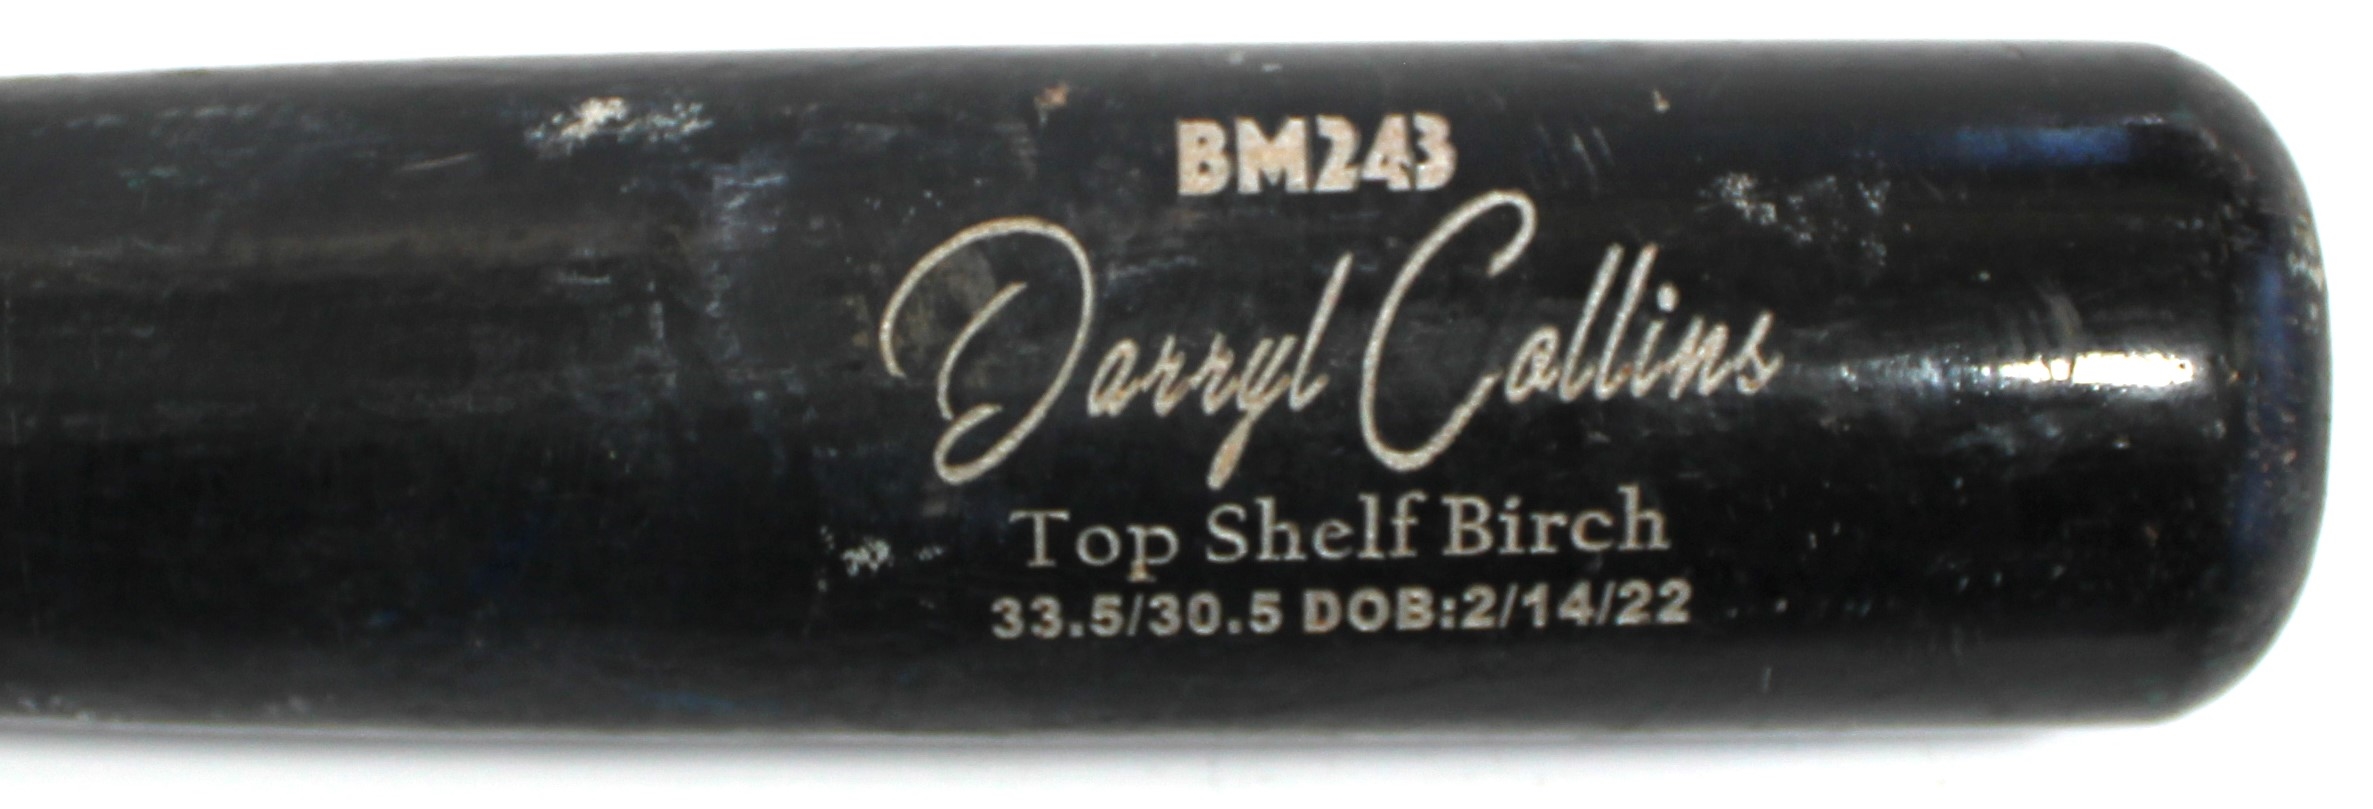 BM243
Darryl Collins
Top Shelf Birch
33.5/30.5 DOB:2/14/22